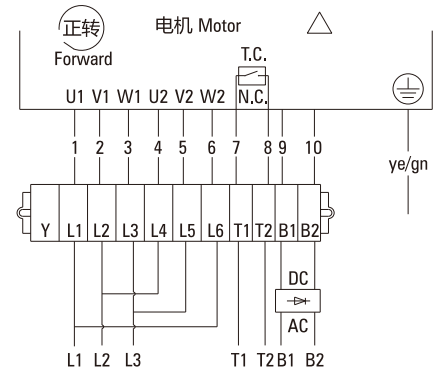 正转 电机 Motor
Forward T.C.
U1 V1 W1 U2 V2 W2 N.C.
1 2 3 4 5 6 7 8 9 10
ye/gn
Y L1 L2 L3 L4 L5 L6 T1 T2 B1 B2
DC
AC
L1 L2 L3 T1 T2 B1 B2